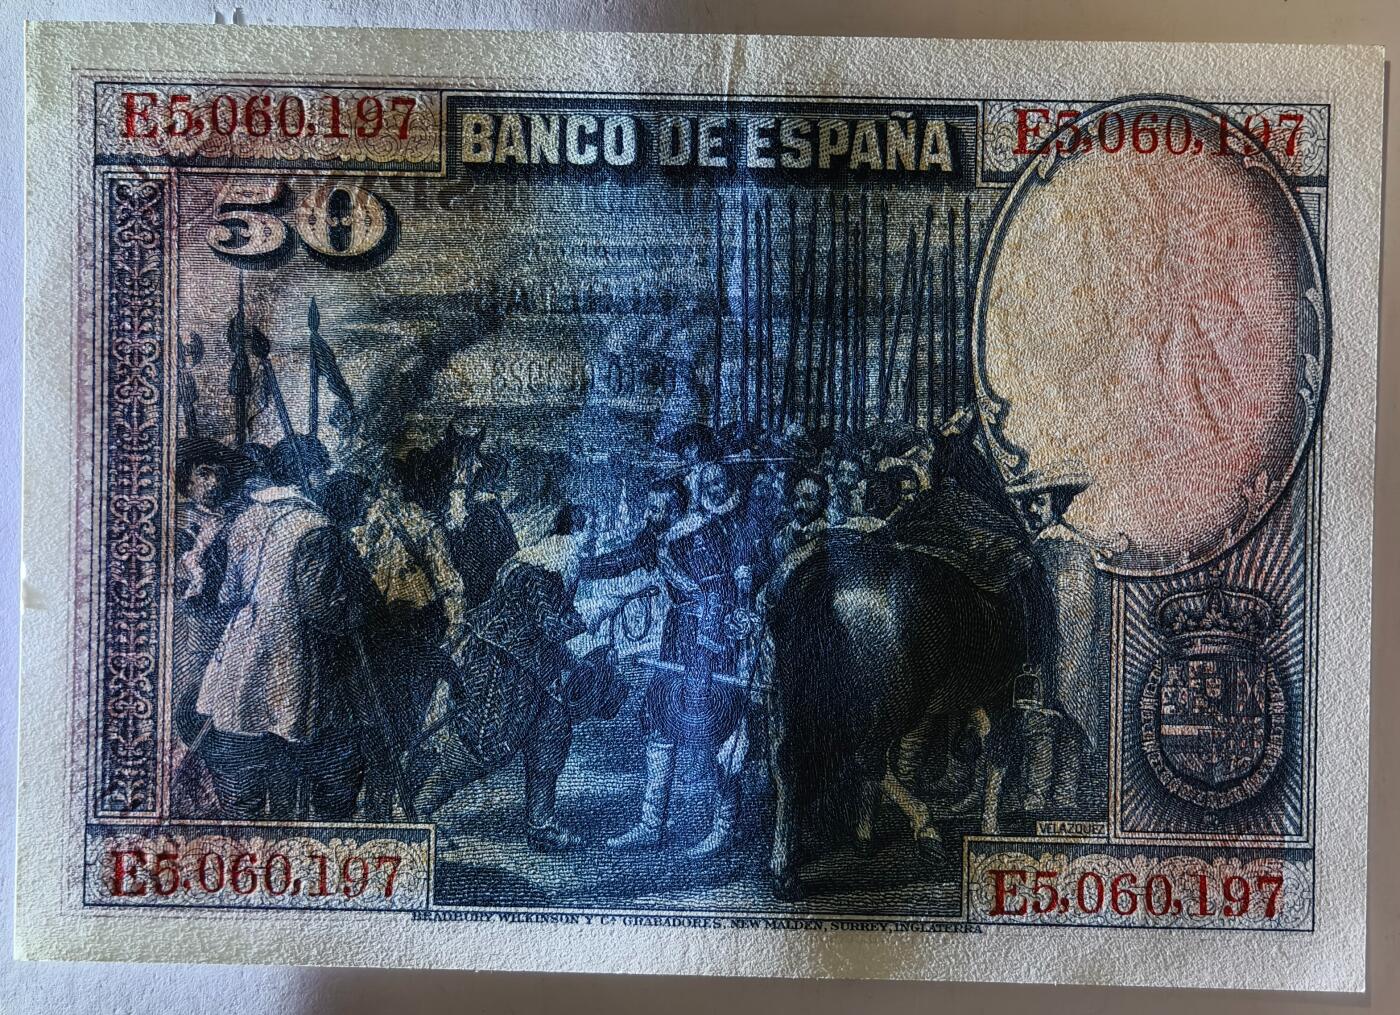 E5,060,197
BANCO DE ESPAÑA
E5,060,197
50
VELAZQUEZ
E5,060,197
E5,060,197
BRADBURY, WILKINSON Y Cª GRABADORES, NEW MALDEN, SURREY, INGLATERRA